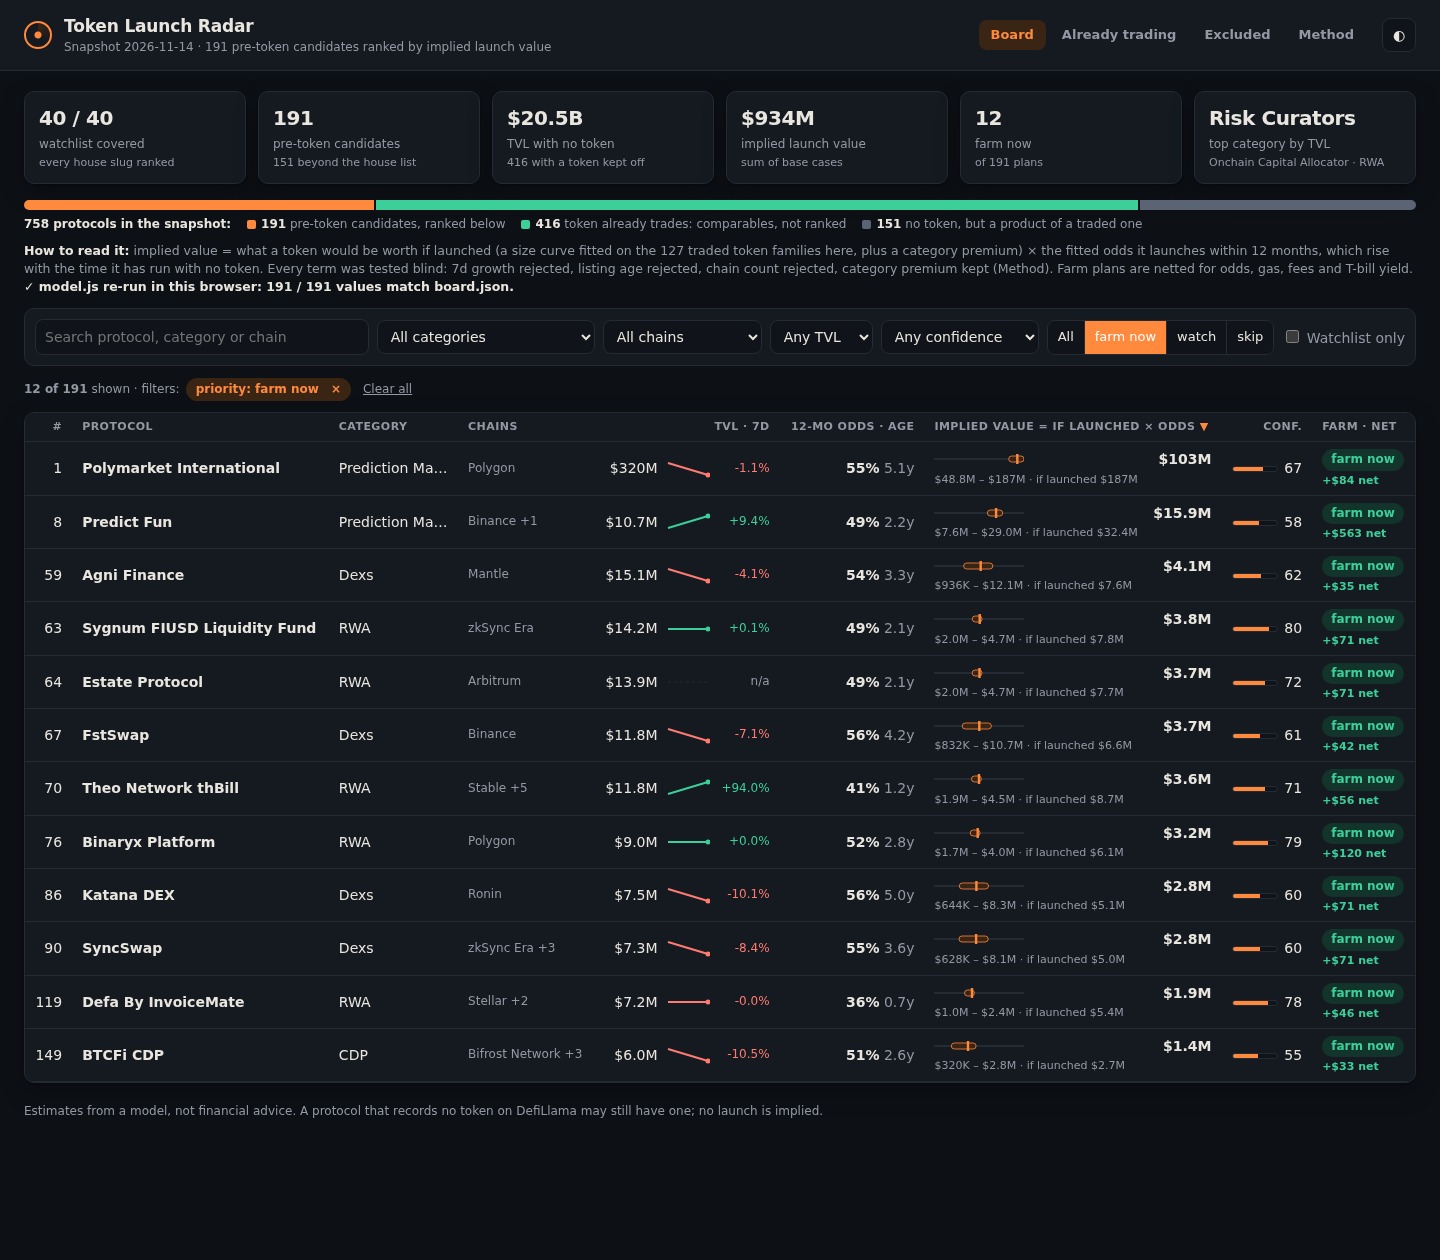 Token Launch Radar
Snapshot 2026-11-14 · 191 pre-token candidates ranked by implied launch value
Board Already trading Excluded Method ◐
40 / 40
watchlist covered
every house slug ranked
191
pre-token candidates
151 beyond the house list
$20.5B
TVL with no token
416 with a token kept off
$934M
implied launch value
sum of base cases
12
farm now
of 191 plans
Risk Curators
top category by TVL
Onchain Capital Allocator · RWA
758 protocols in the snapshot: 191 pre-token candidates, ranked below 416 token already trades: comparables, not ranked 151 no token, but a product of a traded one
How to read it: implied value = what a token would be worth if launched (a size curve fitted on the 127 traded token families here, plus a category premium) × the fitted odds it launches within 12 months, which rise
with the time it has run with no token. Every term was tested blind: 7d growth rejected, listing age rejected, chain count rejected, category premium kept (Method). Farm plans are netted for odds, gas, fees and T-bill yield.
✓ model.js re-run in this browser: 191 / 191 values match board.json.
Search protocol, category or chain All categories All chains Any TVL Any confidence All farm now watch skip Watchlist only
12 of 191 shown · filters: priority: farm now × Clear all
# PROTOCOL CATEGORY CHAINS TVL · 7D 12-MO ODDS · AGE IMPLIED VALUE = IF LAUNCHED × ODDS ▼ CONF. FARM · NET
1 Polymarket International Prediction Ma... Polygon $320M -1.1% 55% 5.1y $103M 67 farm now
$48.8M – $187M · if launched $187M +$84 net
8 Predict Fun Prediction Ma... Binance +1 $10.7M +9.4% 49% 2.2y $15.9M 58 farm now
$7.6M – $29.0M · if launched $32.4M +$563 net
59 Agni Finance Dexs Mantle $15.1M -4.1% 54% 3.3y $4.1M 62 farm now
$936K – $12.1M · if launched $7.6M +$35 net
63 Sygnum FIUSD Liquidity Fund RWA zkSync Era $14.2M +0.1% 49% 2.1y $3.8M 80 farm now
$2.0M – $4.7M · if launched $7.8M +$71 net
64 Estate Protocol RWA Arbitrum $13.9M n/a 49% 2.1y $3.7M 72 farm now
$2.0M – $4.7M · if launched $7.7M +$71 net
67 FstSwap Dexs Binance $11.8M -7.1% 56% 4.2y $3.7M 61 farm now
$832K – $10.7M · if launched $6.6M +$42 net
70 Theo Network thBill RWA Stable +5 $11.8M +94.0% 41% 1.2y $3.6M 71 farm now
$1.9M – $4.5M · if launched $8.7M +$56 net
76 Binaryx Platform RWA Polygon $9.0M +0.0% 52% 2.8y $3.2M 79 farm now
$1.7M – $4.0M · if launched $6.1M +$120 net
86 Katana DEX Dexs Ronin $7.5M -10.1% 56% 5.0y $2.8M 60 farm now
$644K – $8.3M · if launched $5.1M +$71 net
90 SyncSwap Dexs zkSync Era +3 $7.3M -8.4% 55% 3.6y $2.8M 60 farm now
$628K – $8.1M · if launched $5.0M +$71 net
119 Defa By InvoiceMate RWA Stellar +2 $7.2M -0.0% 36% 0.7y $1.9M 78 farm now
$1.0M – $2.4M · if launched $5.4M +$46 net
149 BTCFi CDP CDP Bifrost Network +3 $6.0M -10.5% 51% 2.6y $1.4M 55 farm now
$320K – $2.8M · if launched $2.7M +$33 net
Estimates from a model, not financial advice. A protocol that records no token on DefiLlama may still have one; no launch is implied.